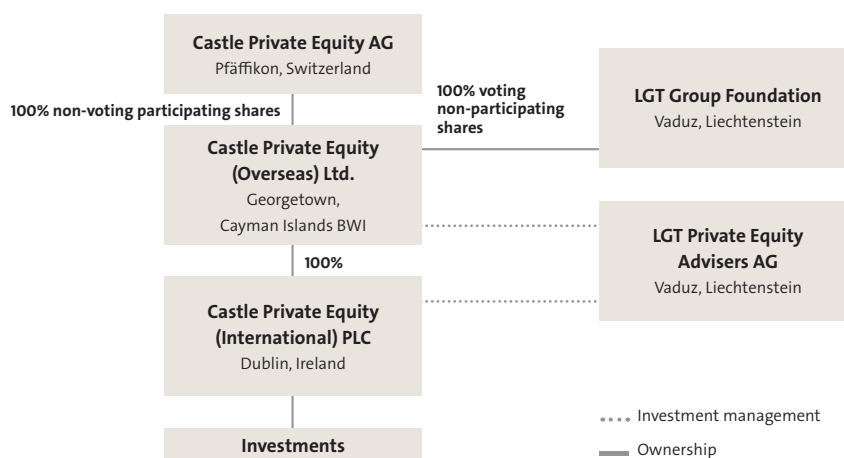 Castle Private Equity AG
Pfäffikon, Switzerland
100% non-voting participating shares
100% voting
non-participating
shares
LGT Group Foundation
Vaduz, Liechtenstein
Castle Private Equity
(Overseas) Ltd.
Georgetown,
Cayman Islands BWI
LGT Private Equity
Advisers AG
Vaduz, Liechtenstein
100%
Castle Private Equity
(International) PLC
Dublin, Ireland
Investments
Investment management
Ownership